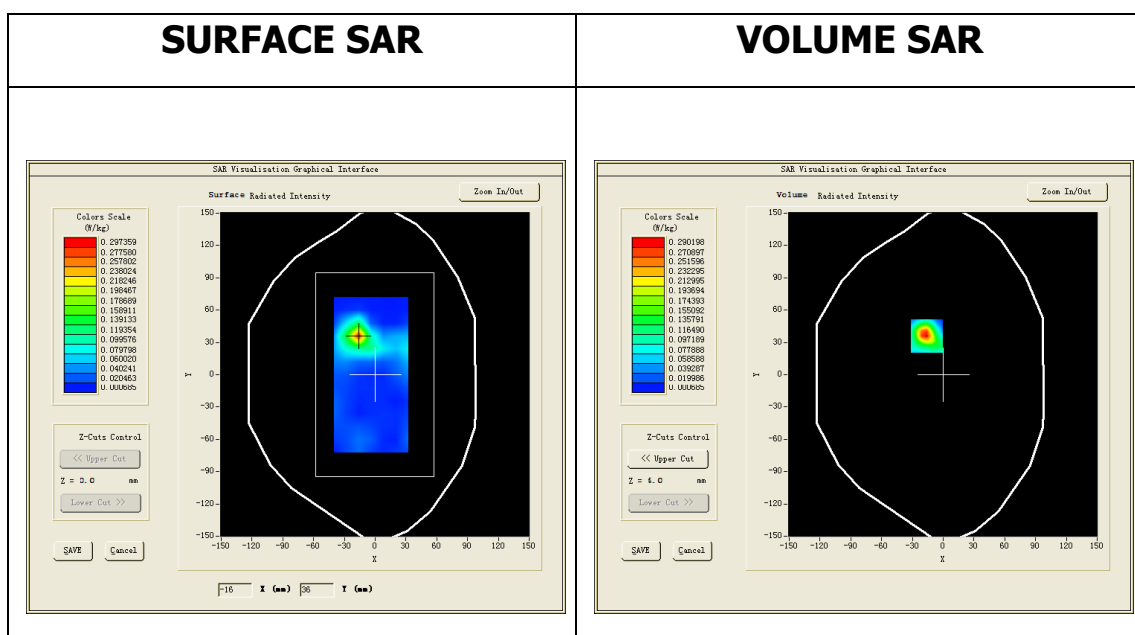 SURFACE SAR
VOLUME SAR
SAR Visualisation Graphical Interface
Surface Radiated Intensity
Zoom In/Out
Colors Scale
(W/kg)
0.297359
0.277580
0.257802
0.238024
0.218246
0.198467
0.178689
0.158911
0.139133
0.119354
0.099576
0.079798
0.060020
0.040241
0.020463
0.000685
150
120
90
60
30
0
-30
-60
-90
-120
-150
Y
-150 -120 -90 -60 -30 0 30 60 90 120 150
X
Z-Cuts Control
<< Upper Cut
Z = 0.0 mm
Lower Cut >>
SAVE
Cancel
-16 X (mm) 36 Y (mm)
SAR Visualisation Graphical Interface
Volume Radiated Intensity
Zoom In/Out
Colors Scale
(W/kg)
0.290198
0.270897
0.251596
0.232295
0.212995
0.193694
0.174393
0.155092
0.135791
0.116490
0.097189
0.077888
0.058588
0.039287
0.019986
0.000685
150
120
90
60
30
0
-30
-60
-90
-120
-150
Y
-150 -120 -90 -60 -30 0 30 60 90 120 150
X
Z-Cuts Control
<< Upper Cut
Z = 4.0 mm
Lower Cut >>
SAVE
Cancel